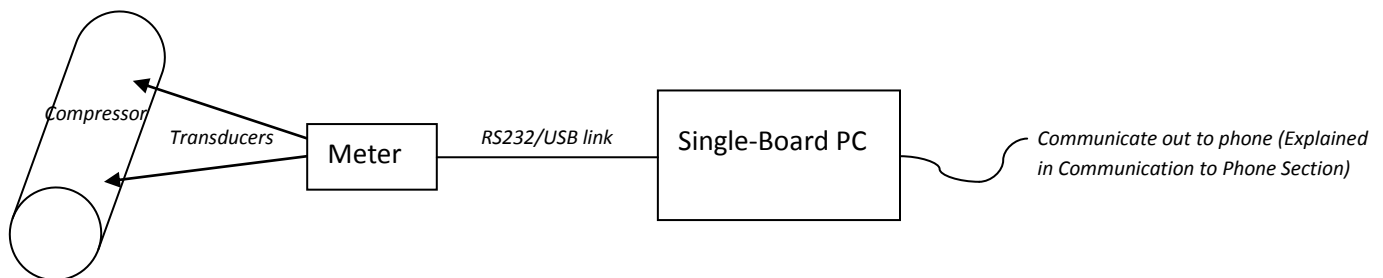 Compressor
Transducers
Meter
RS232/USB link
Single-Board PC
Communicate out to phone (Explained
in Communication to Phone Section)